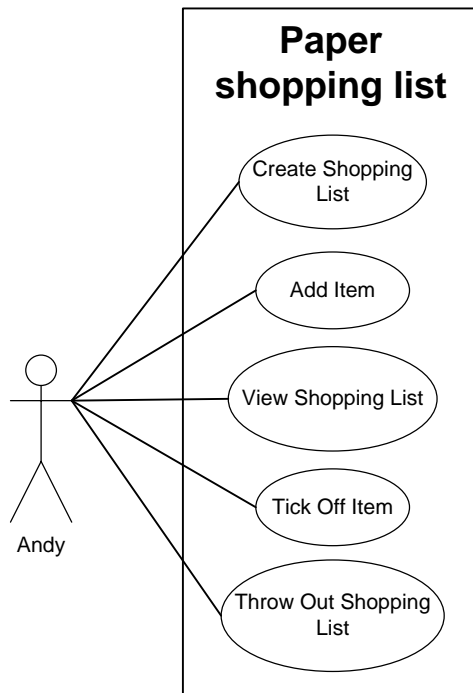 Paper
shopping list
Create Shopping
List
Add Item
View Shopping List
Tick Off Item
Andy
Throw Out Shopping
List